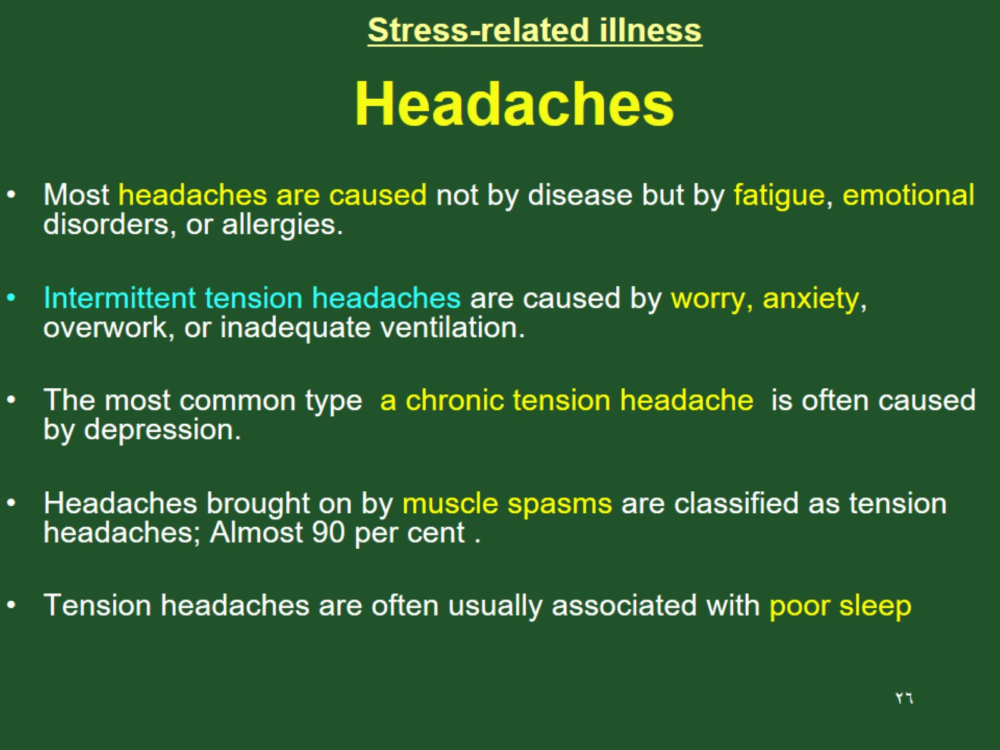 Stress-related illness
Headaches
• Most headaches are caused not by disease but by fatigue, emotional
disorders, or allergies.
• Intermittent tension headaches are caused by worry, anxiety,
overwork, or inadequate ventilation.
• The most common type  a chronic tension headache  is often caused
by depression.
• Headaches brought on by muscle spasms are classified as tension
headaches; Almost 90 per cent .
• Tension headaches are often usually associated with poor sleep
٢٦